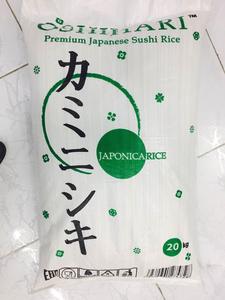 Premium Japanese Sushi Rice
カミニシキ
JAPONICA RICE
20 KG